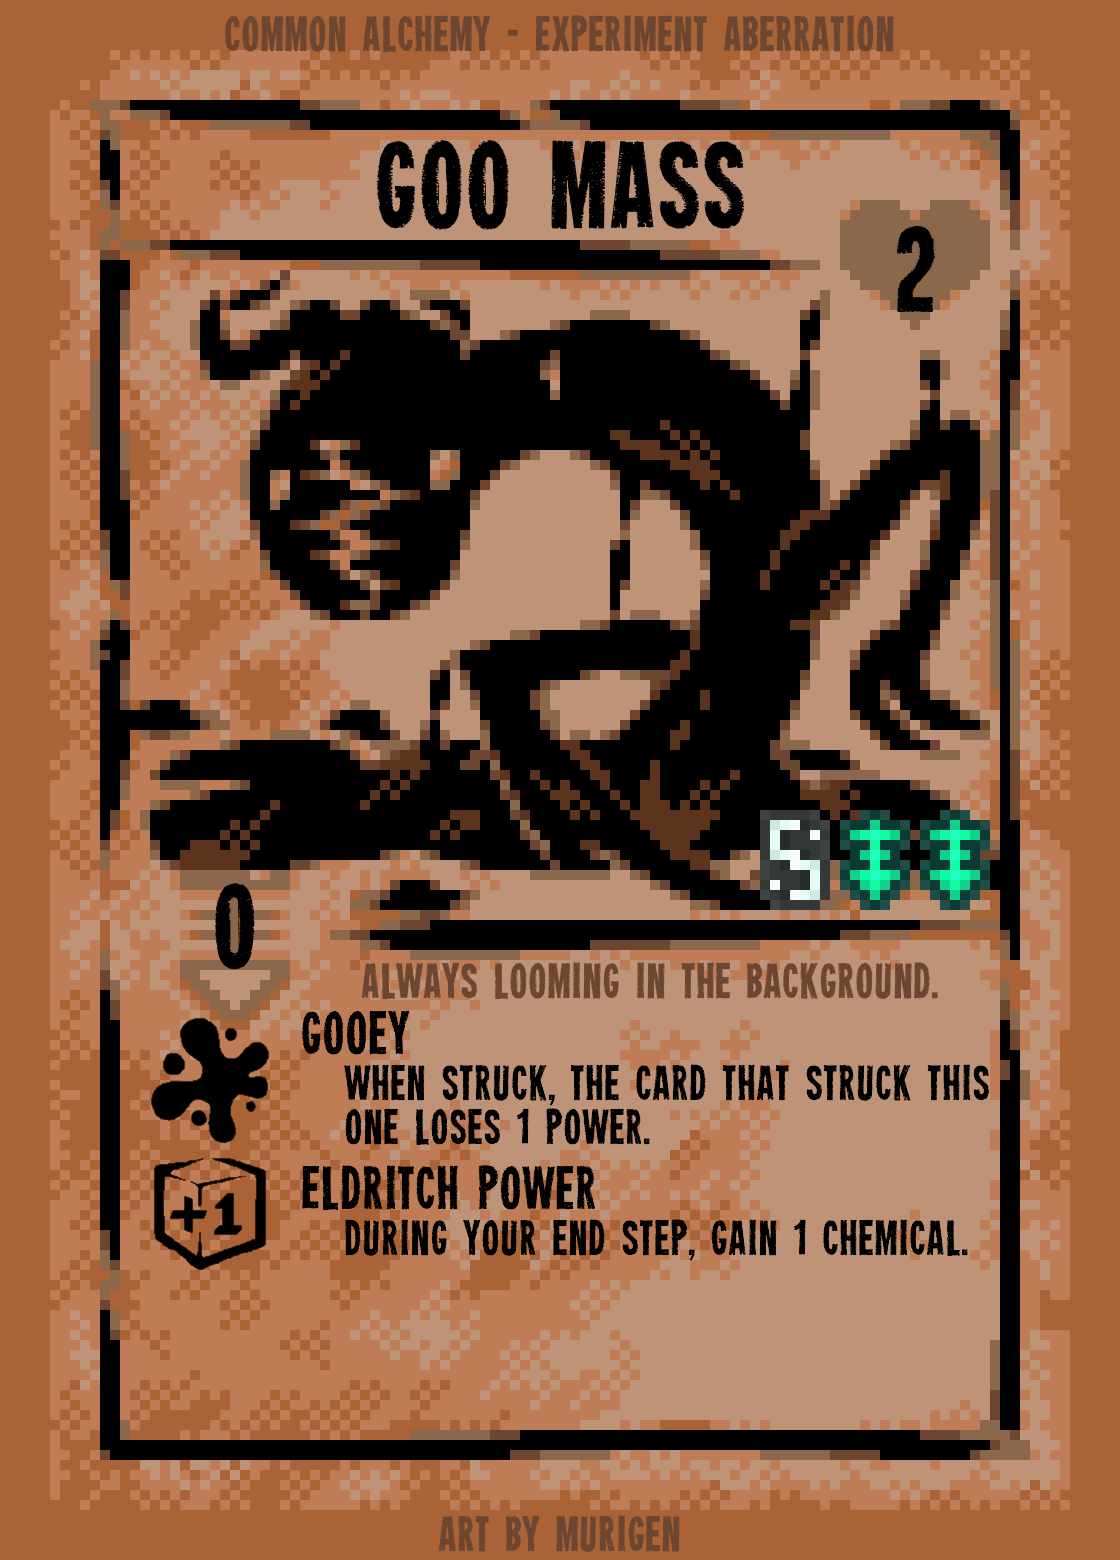 COMMON ALCHEMY - EXPERIMENT ABERRATION
GOO MASS
2
S
0
ALWAYS LOOMING IN THE BACKGROUND.
GOOEY
WHEN STRUCK, THE CARD THAT STRUCK THIS
ONE LOSES 1 POWER.
+1
ELDRITCH POWER
DURING YOUR END STEP, GAIN 1 CHEMICAL.
ART BY MURIGEN